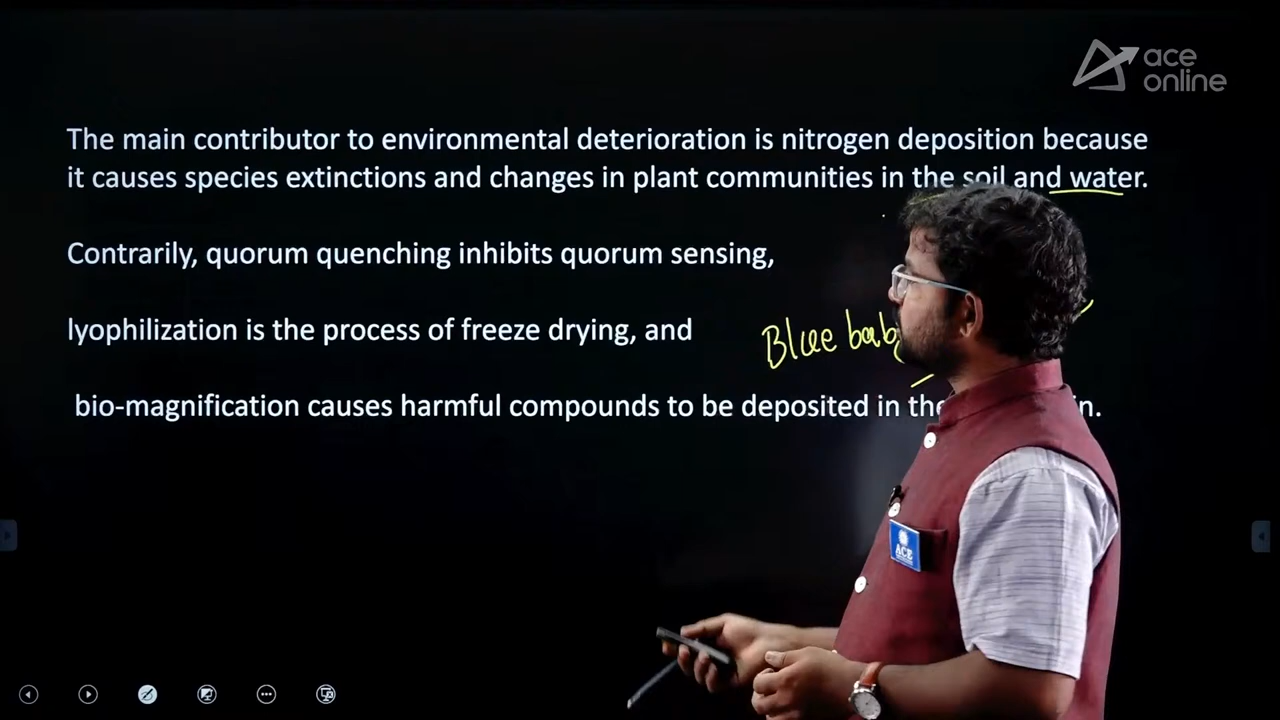 ace
online
The main contributor to environmental deterioration is nitrogen deposition because
it causes species extinctions and changes in plant communities in the soil and water.
Contrarily, quorum quenching inhibits quorum sensing,
lyophilization is the process of freeze drying, and
Blue
bio-magnification causes harmful compounds to be deposited in
ACE